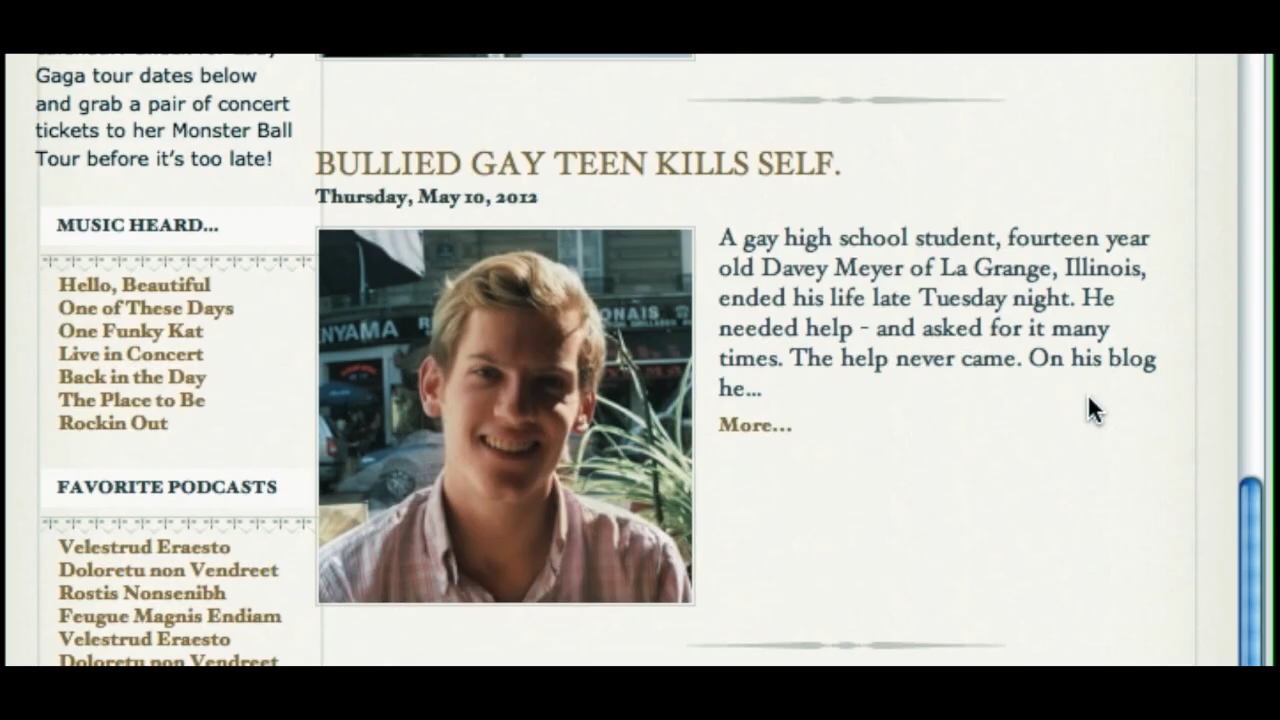 Gaga tour dates below
and grab a pair of concert
tickets to her Monster Ball
Tour before it's too late!
MUSIC HEARD...
Hello, Beautiful
One of These Days
One Funky Kat
Live in Concert
Back in the Day
The Place to Be
Rockin Out
FAVORITE PODCASTS
Velestrud Eraesto
Doloretu non Vendreet
Rostis Nonsenibh
Feugue Magnis Endiam
Velestrud Eraesto
Doloretu non Vendreet
BULLIED GAY TEEN KILLS SELF.
Thursday, May 10, 2012
NYAMA
ONAIS
A gay high school student, fourteen year
old Davey Meyer of La Grange, Illinois,
ended his life late Tuesday night. He
needed help - and asked for it many
times. The help never came. On his blog
he...
More...